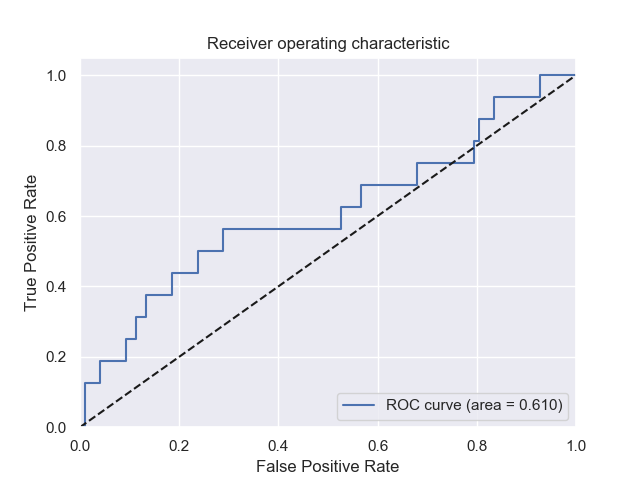 Receiver operating characteristic
True Positive Rate
1.0
0.8
0.6
0.4
0.2
0.0
ROC curve (area = 0.610)
0.0 0.2 0.4 0.6 0.8 1.0
False Positive Rate